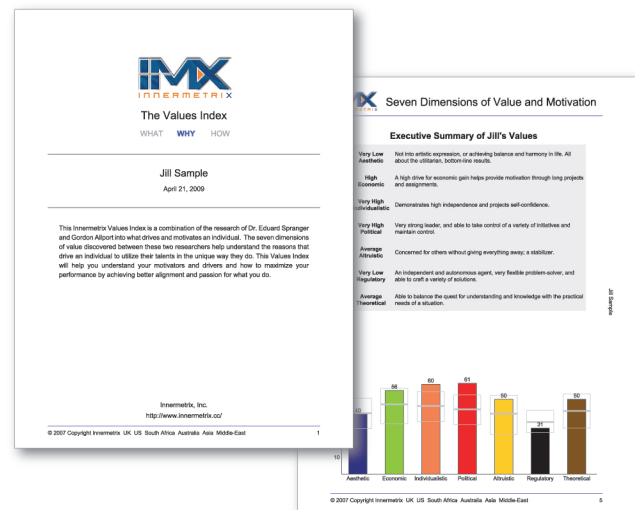 IMX
INNERMETRIX
The Values Index
WHAT WHY HOW
Jill Sample
April 21, 2009
This Innermetrix Values Index is a combination of the research of Dr. Eduard Spranger
and Gordon Allport into what drives and motivates an individual. The seven dimensions
of value discovered between these two researchers help understand the reasons that
drive an individual to utilize their talents in the unique way they do. This Values Index
will help you understand your motivators and drivers and how to maximize your
performance by achieving better alignment and passion for what you do.
Innermetrix, Inc.
http://www.innermetrix.cc/
© 2007 Copyright Innermetrix UK US South Africa Australia Asia Middle-East 1
Seven Dimensions of Value and Motivation
Executive Summary of Jill's Values
Very Low Not into artistic expression, or achieving balance and harmony in life. All
Aesthetic about the utilitarian, bottom-line results.
High A high drive for economic gain helps provide motivation through long projects
Economic and assignments.
Very High Demonstrates high independence and projects self-confidence.
Individualistic
Very High Very strong leader, and able to take control of a variety of initiatives and
Political maintain control.
Average Concerned for others without giving everything away; a stabilizer.
Altruistic
Very Low An independent and autonomous agent, very flexible problem-solver, and
Regulatory able to craft a variety of solutions.
Average Able to balance the quest for understanding and knowledge with the practical
Theoretical needs of a situation.
Jill Sample
40 56 60 61 50 31 50
10
Aesthetic Economic Individualistic Political Altruistic Regulatory Theoretical
© 2007 Copyright Innermetrix UK US South Africa Australia Asia Middle-East 5